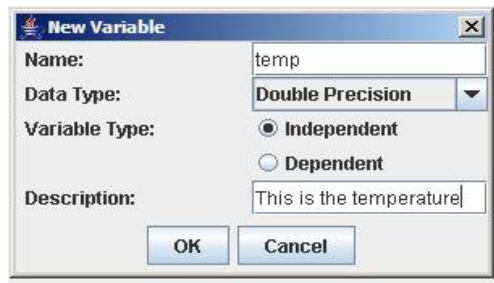 New Variable
Name: temp
Data Type: Double Precision
Variable Type: Independent
Dependent
Description: This is the temperature
OK Cancel